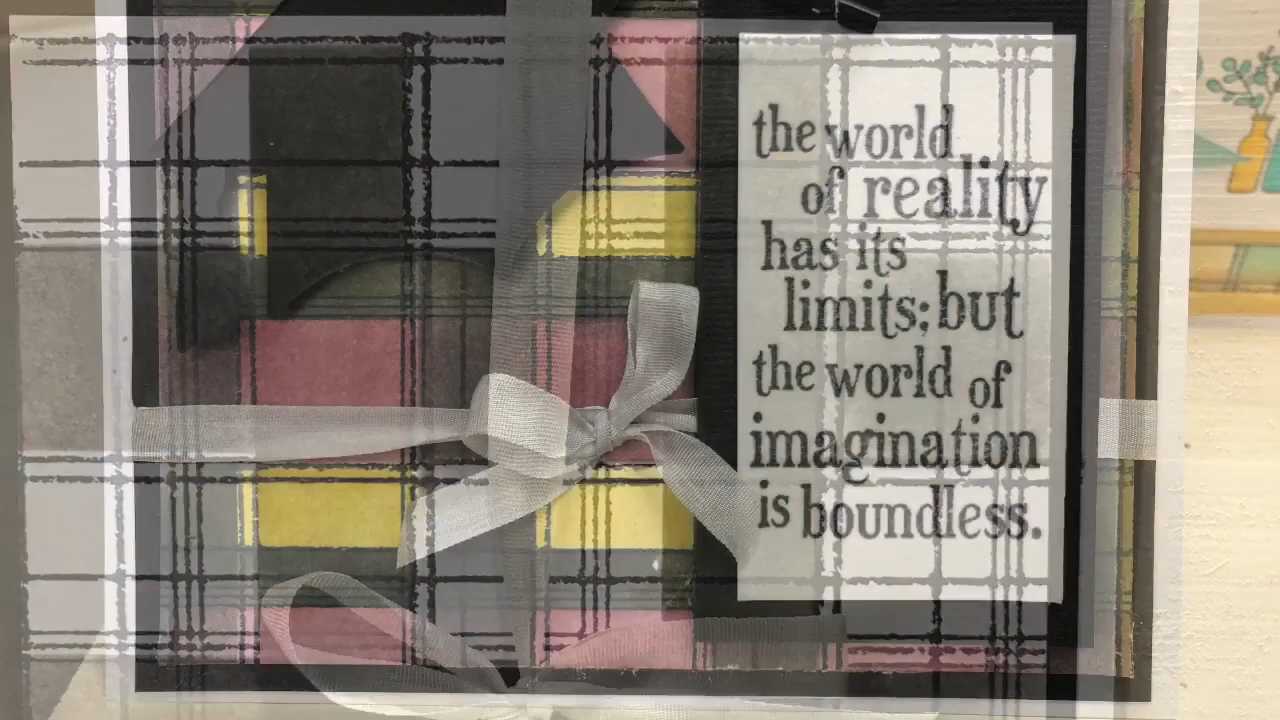 the world
of reality
has its
limits; but
the world of
imagination
is boundless.